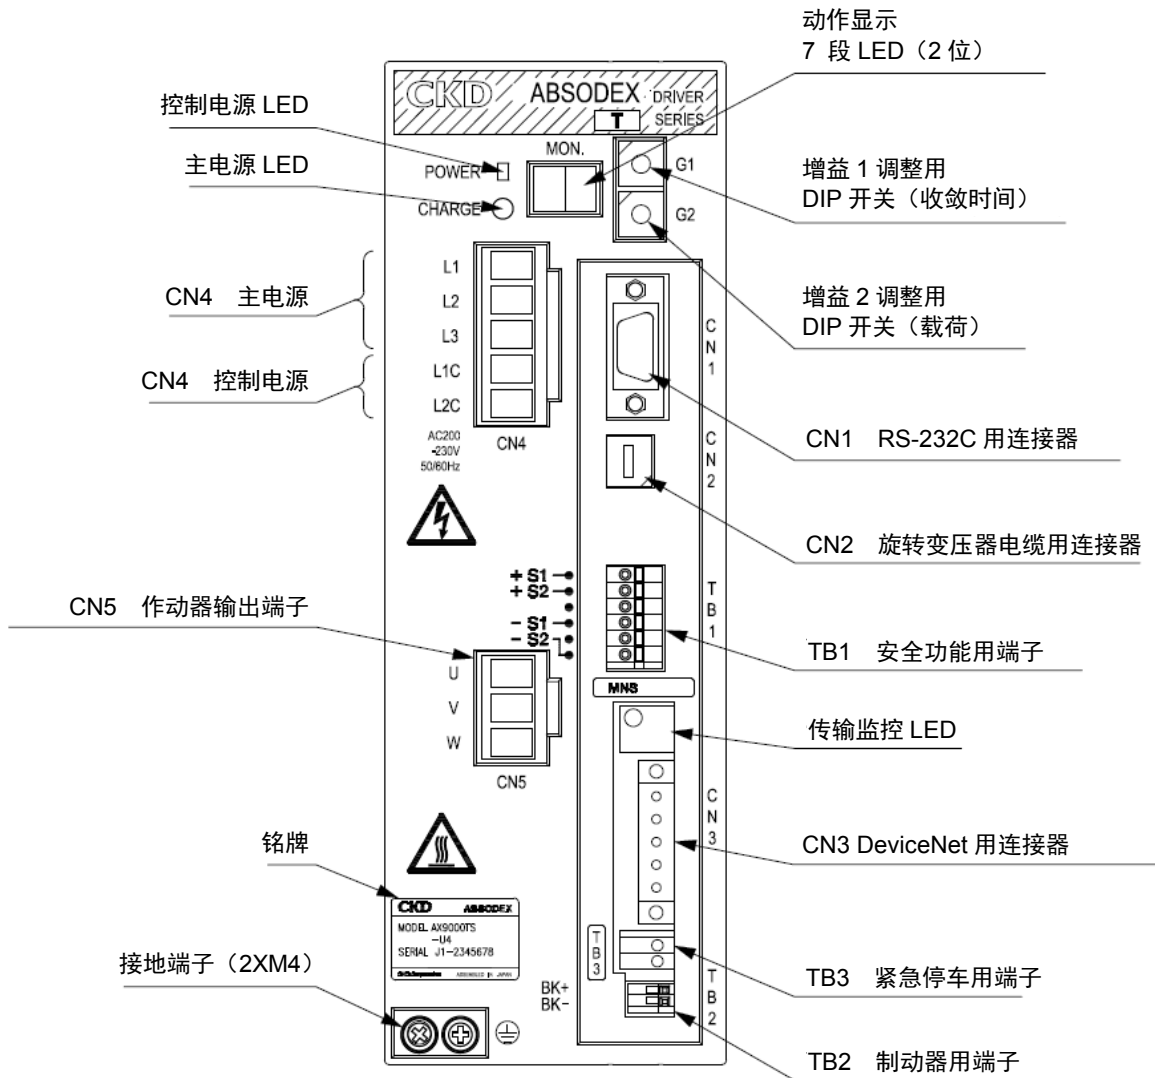 动作显示
7 段 LED（2 位）
控制电源 LED
主电源 LED
CKD ABSODEX DRIVER
T SERIES
MON.
POWER
CHARGE
G1
G2
增益 1 调整用
DIP 开关（收敛时间）
增益 2 调整用
DIP 开关（载荷）
CN4 主电源
CN4 控制电源
L1
L2
L3
L1C
L2C
AC200
-230V
50/60Hz
CN4
CN1
CN2
CN1 RS-232C 用连接器
CN2 旋转变压器电缆用连接器
+ S1
+ S2
- S1
- S2
TB1
TB1 安全功能用端子
CN5 作动器输出端子
U
V
W
CN5
MNS
传输监控 LED
CN3
CN3 DeviceNet 用连接器
铭牌
CKD ABSODEX
MODEL AX9000TS
-U4
SERIAL J1-2345678
CKD Corporation ASSEMBLED IN JAPAN
接地端子（2XM4）
TB3
BK+
BK-
TB2
TB3 紧急停车用端子
TB2 制动器用端子